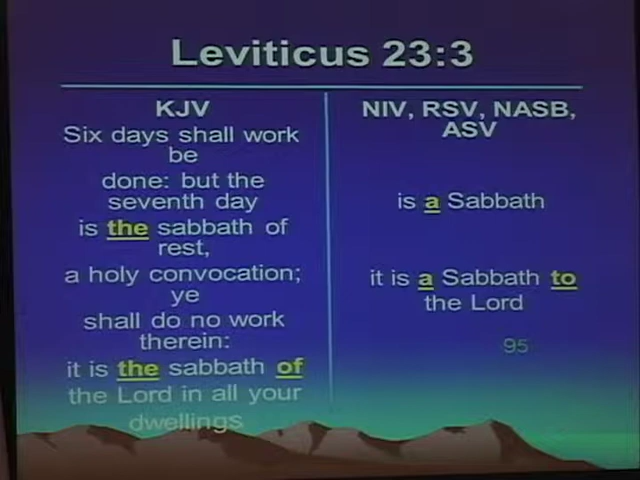 Leviticus 23:3
KJV
Six days shall work
be
done: but the
seventh day
is the sabbath of
rest,
a holy convocation;
ye
shall do no work
therein:
it is the sabbath of
the Lord in all your
dwellings
NIV, RSV, NASB,
ASV
is a Sabbath
it is a Sabbath to
the Lord
95